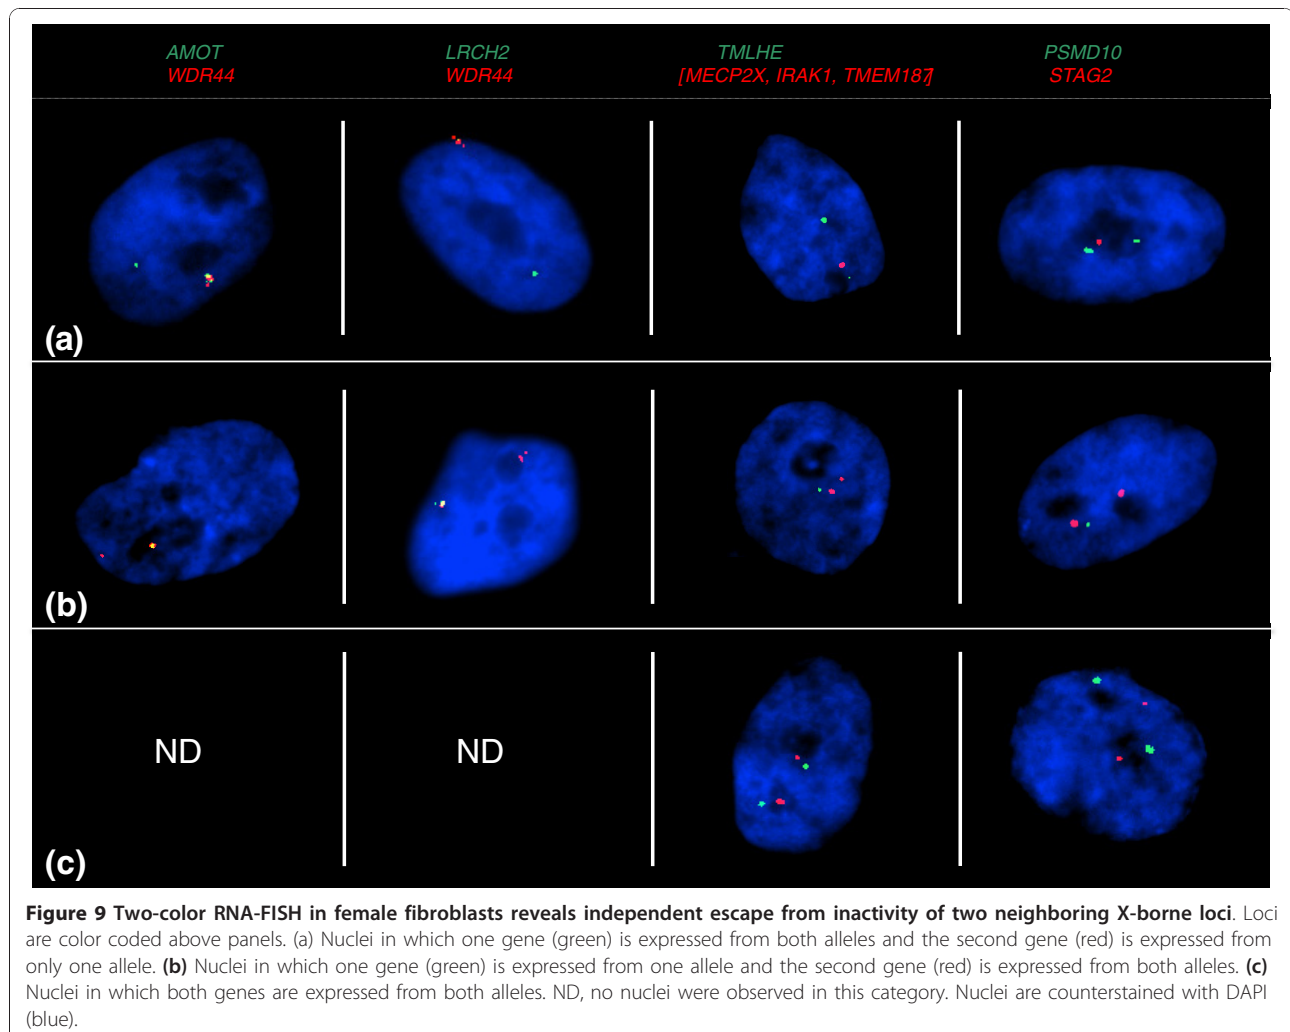 AMOT
WDR44
LRCH2
WDR44
TMLHE
[MECP2X, IRAK1, TMEM187]
PSMD10
STAG2
(a)
(b)
ND
ND
(c)
Figure 9 Two-color RNA-FISH in female fibroblasts reveals independent escape from inactivity of two neighboring X-borne loci. Loci
are color coded above panels. (a) Nuclei in which one gene (green) is expressed from both alleles and the second gene (red) is expressed from
only one allele. (b) Nuclei in which one gene (green) is expressed from one allele and the second gene (red) is expressed from both alleles. (c)
Nuclei in which both genes are expressed from both alleles. ND, no nuclei were observed in this category. Nuclei are counterstained with DAPI
(blue).